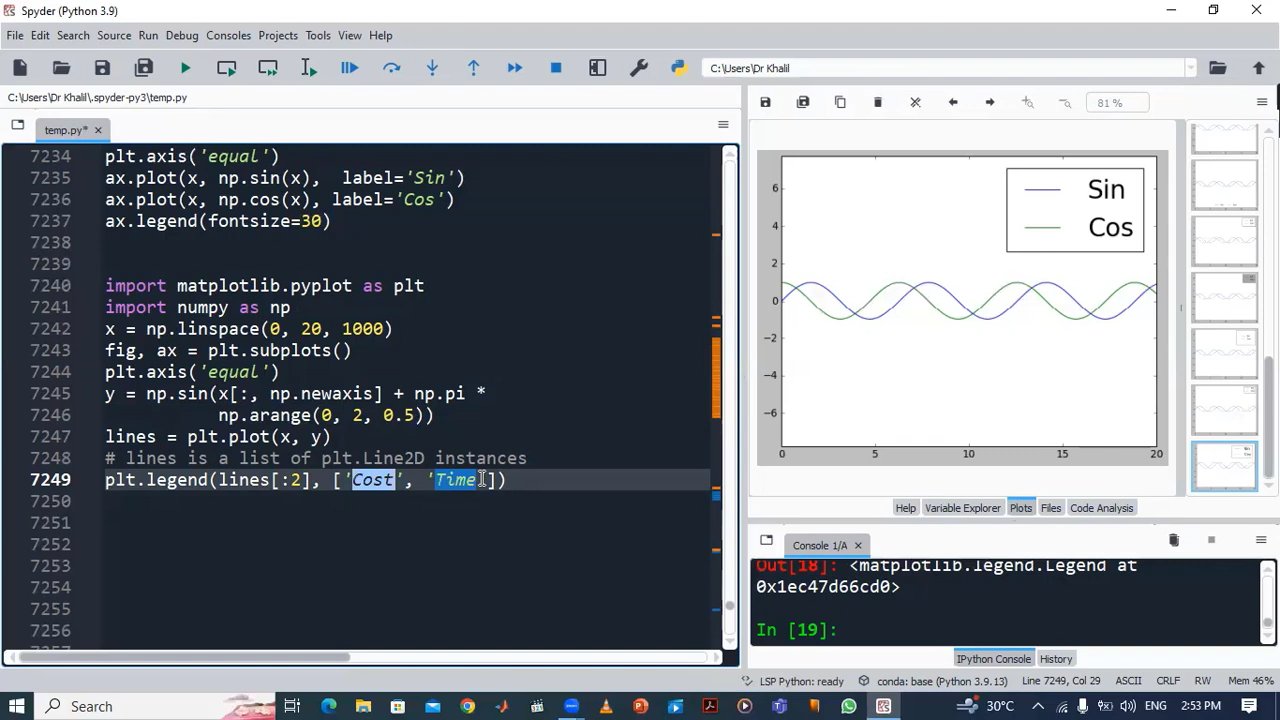 Spyder (Python 3.9)
File Edit Search Source Run Debug Consoles Projects Tools View Help
C:\Users\Dr Khalil
C:\Users\Dr Khalil\.spyder-py3\temp.py
temp.py*
81 %
7234 plt.axis('equal')
7235 ax.plot(x, np.sin(x), label='Sin')
7236 ax.plot(x, np.cos(x), label='Cos')
7237 ax.legend(fontsize=30)
7238
7239
7240 import matplotlib.pyplot as plt
7241 import numpy as np
7242 x = np.linspace(0, 20, 1000)
7243 fig, ax = plt.subplots()
7244 plt.axis('equal')
7245 y = np.sin(x[:, np.newaxis] + np.pi *
7246 np.arange(0, 2, 0.5))
7247 lines = plt.plot(x, y)
7248 # lines is a list of plt.Line2D instances
7249 plt.legend(lines[:2], ['Cost', 'Time'])
7250
7251
7252
7253
7254
7255
7256
Sin
Cos
6
4
2
0
−2
−4
−6
0 5 10 15 20
Help Variable Explorer Plots Files Code Analysis
Console 1/A
Out[18]: <matplotlib.legend.Legend at
0x1ec47d66cd0>
In [19]:
IPython Console History
LSP Python: ready conda: base (Python 3.9.13) Line 7249, Col 29 ASCII CRLF RW Mem 46%
Search 30°C ENG 2:53 PM